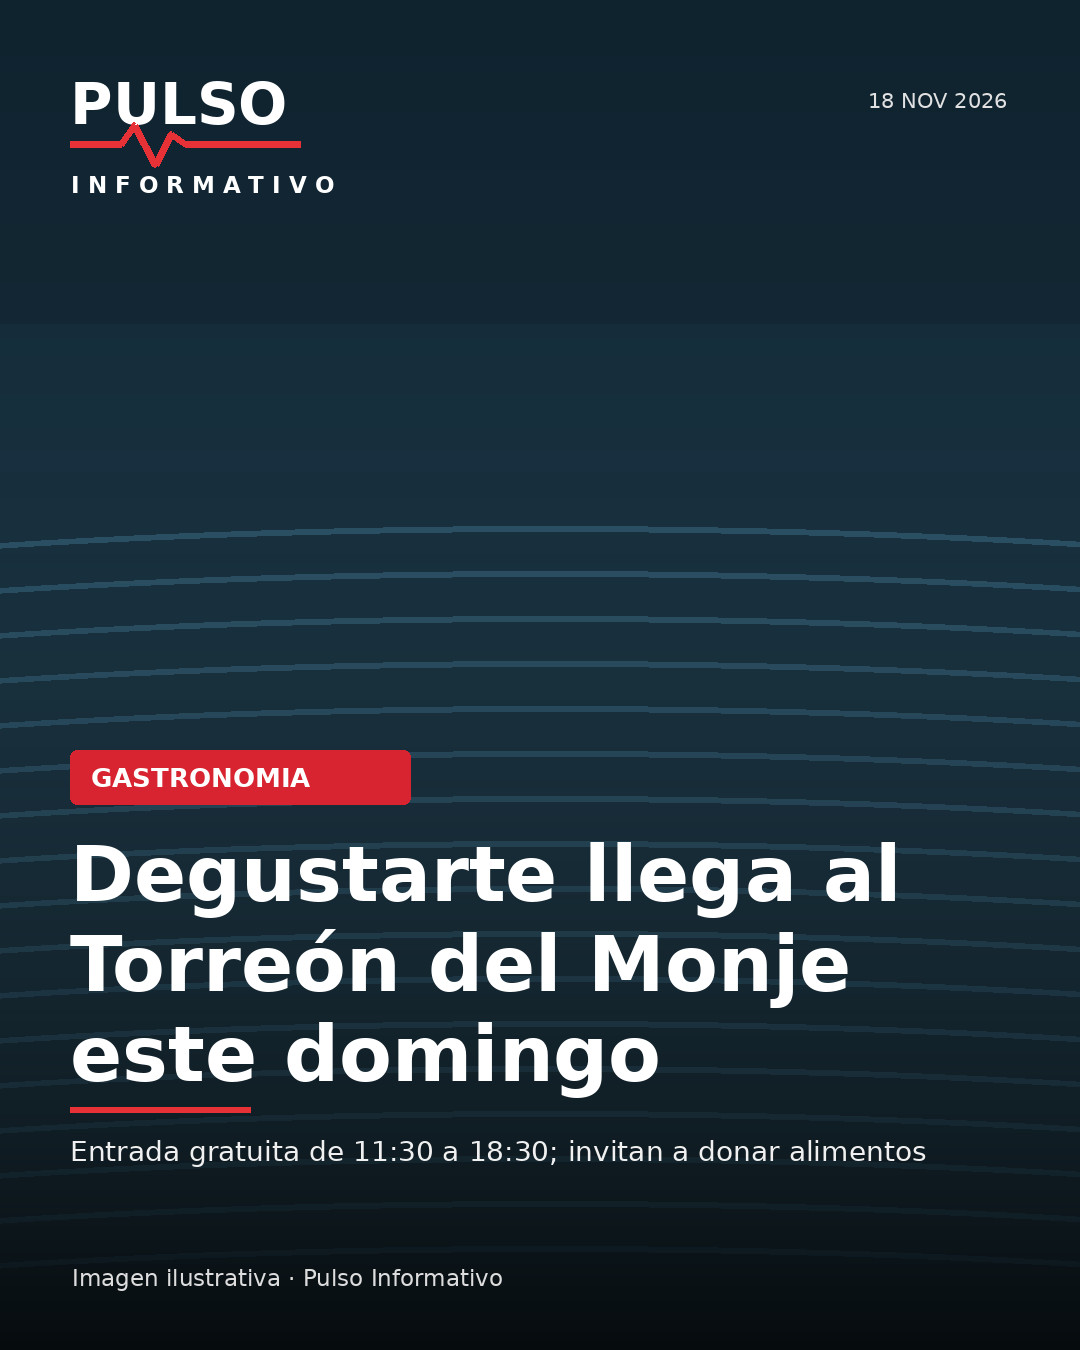 PULSO
INFORMATIVO
18 NOV 2026
GASTRONOMIA
Degustarte llega al
Torreón del Monje
este domingo
Entrada gratuita de 11:30 a 18:30; invitan a donar alimentos
Imagen ilustrativa · Pulso Informativo